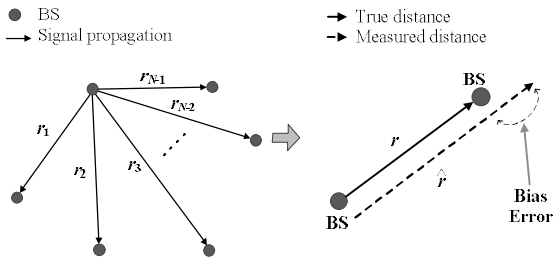 BS
Signal propagation
r1
r2
r3
rN-2
rN-1
True distance
Measured distance
BS
r
r̂
BS
Bias
Error